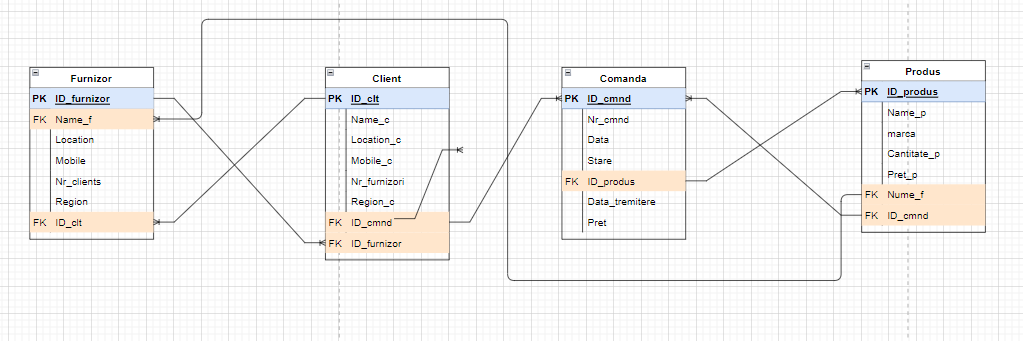 Furnizor
PK ID_furnizor
FK Name_f
Location
Mobile
Nr_clients
Region
FK ID_clt
Client
PK ID_clt
Name_c
Location_c
Mobile_c
Nr_furnizori
Region_c
FK ID_cmnd
FK ID_furnizor
Comanda
PK ID_cmnd
Nr_cmnd
Data
Stare
FK ID_produs
Data_tremitere
Pret
Produs
PK ID_produs
Name_p
marca
Cantitate_p
Pret_p
FK Nume_f
FK ID_cmnd